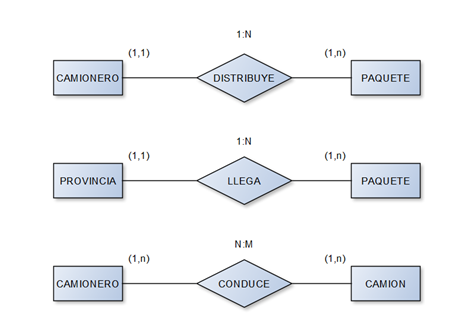 1:N
(1,1) (1,n)
CAMIONERO DISTRIBUYE PAQUETE
1:N
(1,1) (1,n)
PROVINCIA LLEGA PAQUETE
N:M
(1,n) (1,n)
CAMIONERO CONDUCE CAMION